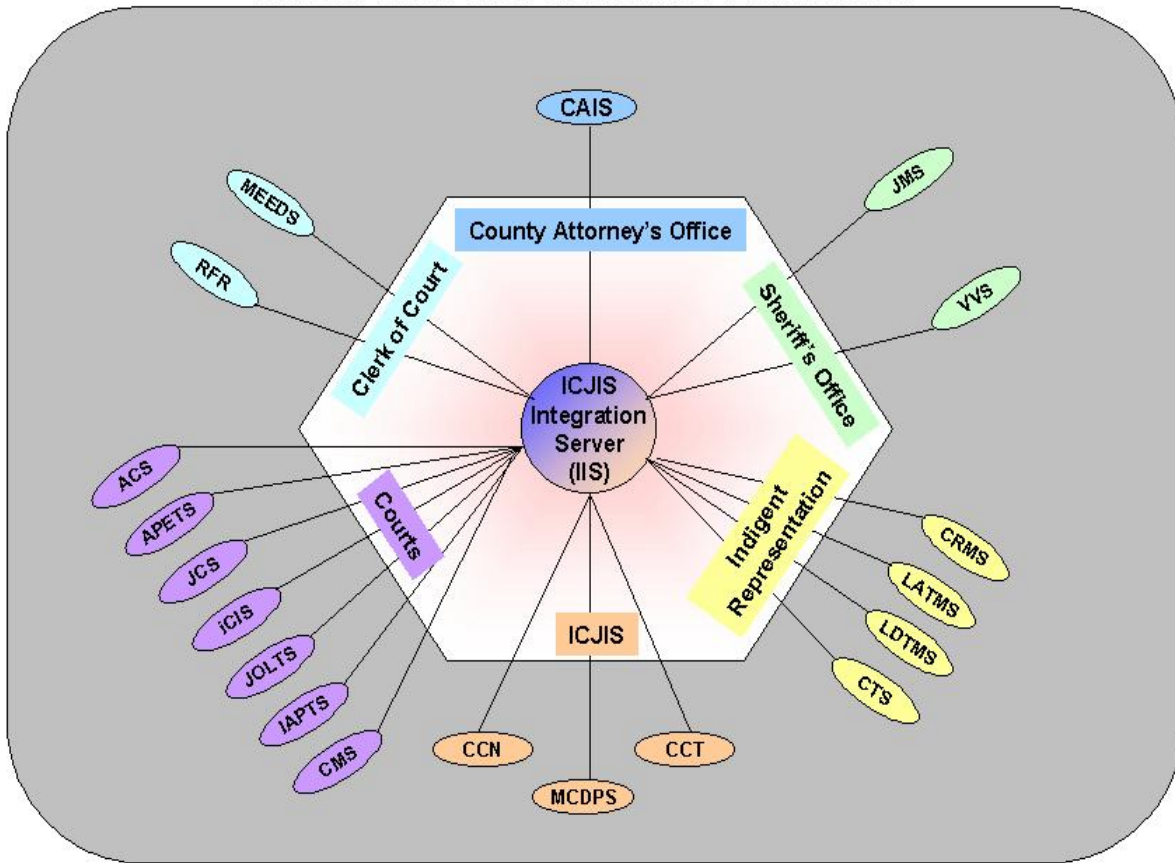 CAIS
JMS
MEEDS
County Attorney's Office
RFR
Clerk of Court
Sheriff's Office
VVS
ICJIS
Integration
Server
(IIS)
ACS
APETS
JCS
iCIS
JOLTS
IAPTS
CMS
Courts
Indigent
Representation
CRMS
LATMS
LDTMS
CTS
ICJIS
CCN
CCT
MCDPS